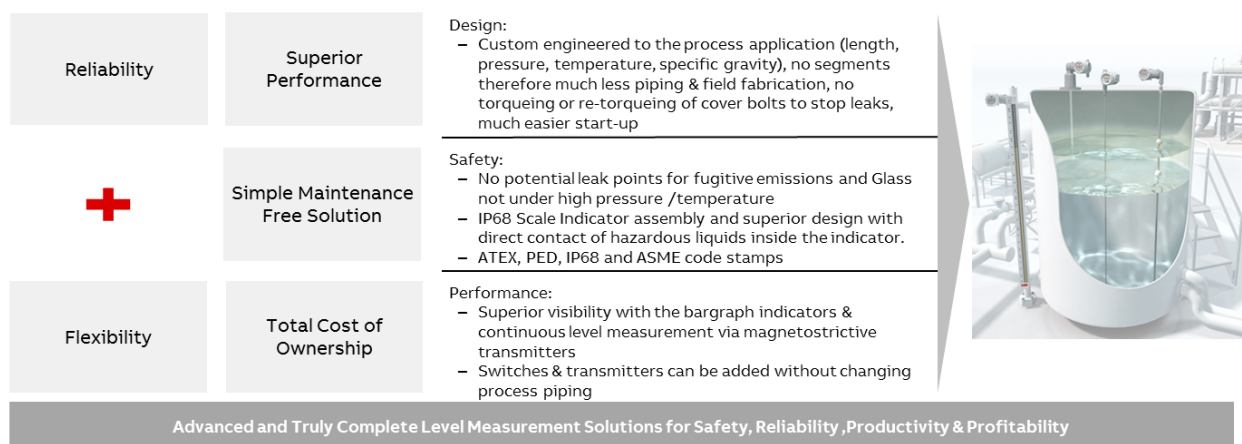 Reliability
Superior
Performance
Simple Maintenance
Free Solution
Flexibility
Total Cost of
Ownership
Design:
– Custom engineered to the process application (length,
pressure, temperature, specific gravity), no segments
therefore much less piping & field fabrication, no
torqueing or re-torqueing of cover bolts to stop leaks,
much easier start-up
Safety:
– No potential leak points for fugitive emissions and Glass
not under high pressure /temperature
– IP68 Scale Indicator assembly and superior design with
direct contact of hazardous liquids inside the indicator.
– ATEX, PED, IP68 and ASME code stamps
Performance:
– Superior visibility with the bargraph indicators &
continuous level measurement via magnetostrictive
transmitters
– Switches & transmitters can be added without changing
process piping
Advanced and Truly Complete Level Measurement Solutions for Safety, Reliability ,Productivity & Profitability